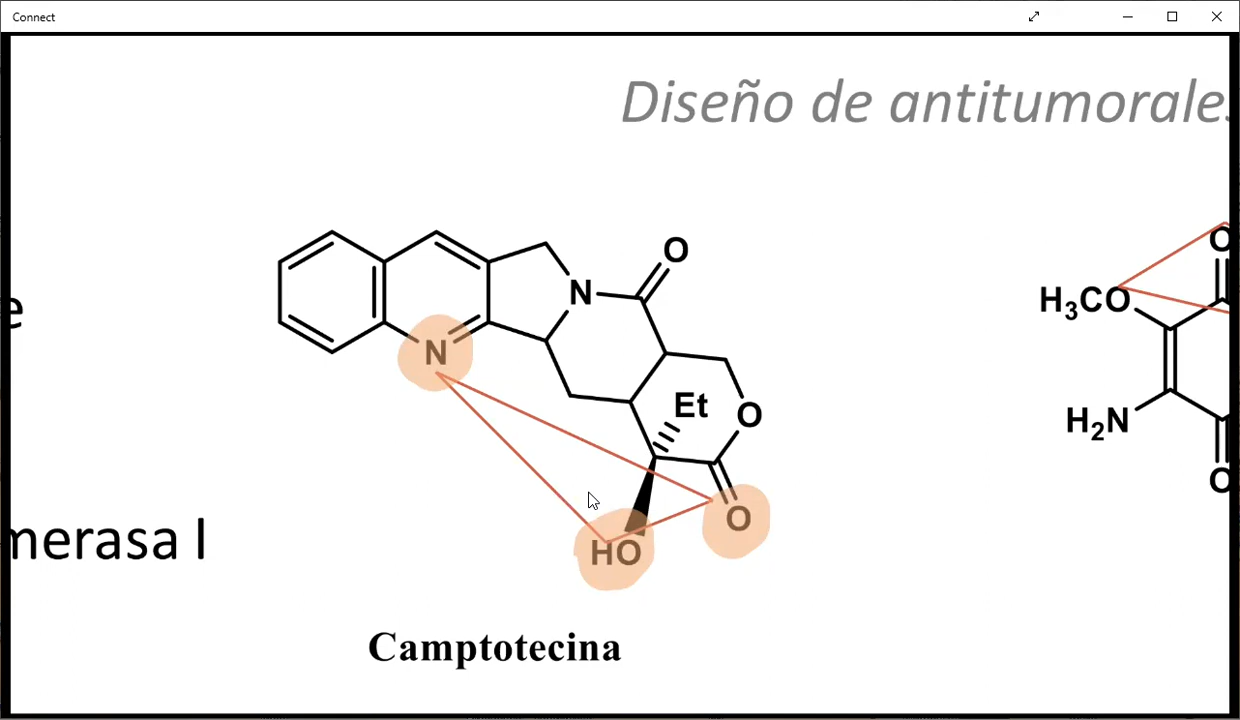 Connect
Diseño de antitumorale
O
N
N
Et
O
O
HO
O
H₃CO
H₂N
O
e
merasa I
Camptotecina